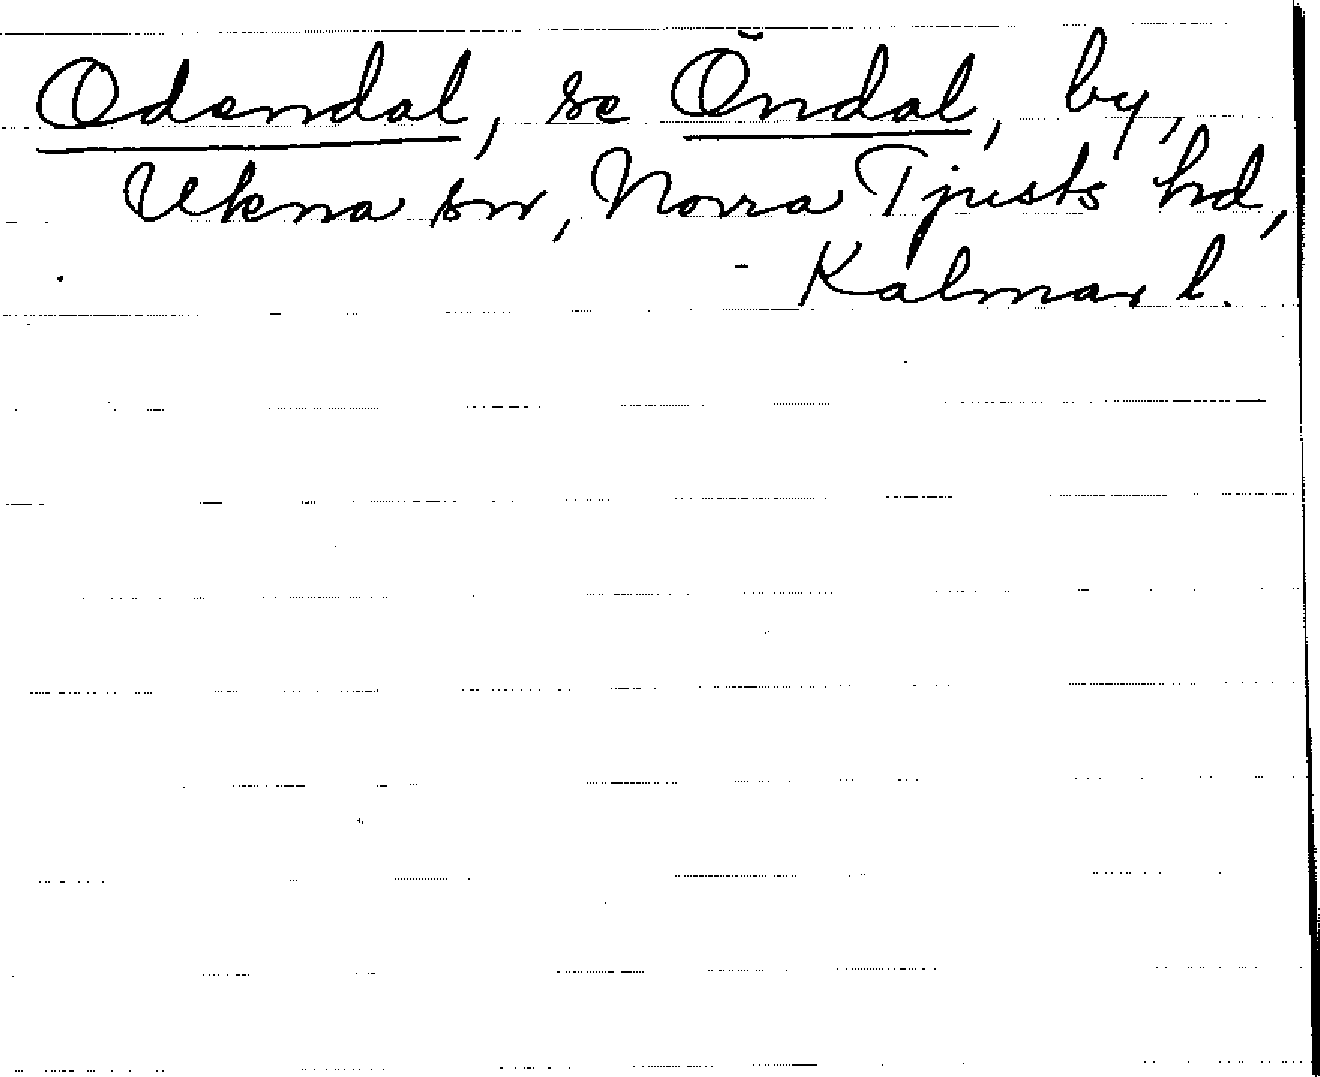 Odendal, se Öndal, by,
Ukna sn, Norra Tjusts hd,
Kalmar l.